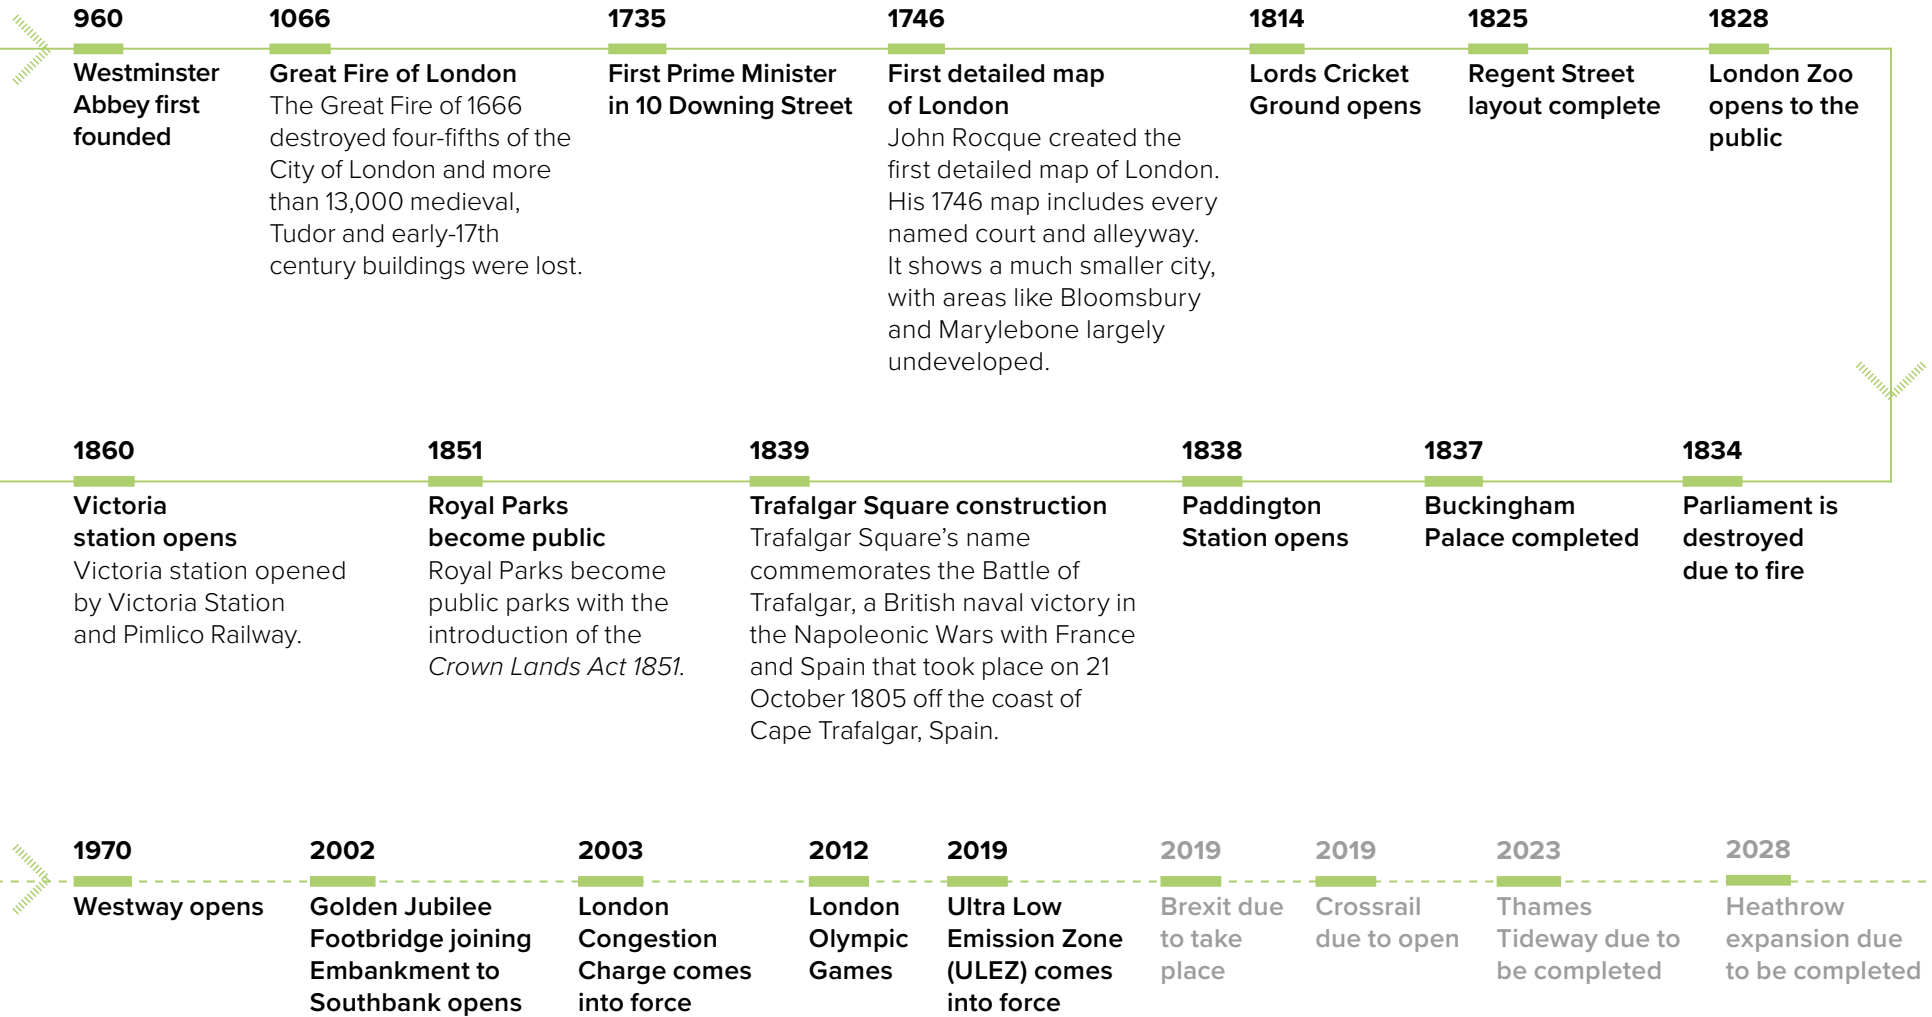 960
Westminster
Abbey first
founded
1066
Great Fire of London
The Great Fire of 1666
destroyed four-fifths of the
City of London and more
than 13,000 medieval,
Tudor and early-17th
century buildings were lost.
1735
First Prime Minister
in 10 Downing Street
1746
First detailed map
of London
John Rocque created the
first detailed map of London.
His 1746 map includes every
named court and alleyway.
It shows a much smaller city,
with areas like Bloomsbury
and Marylebone largely
undeveloped.
1814
Lords Cricket
Ground opens
1825
Regent Street
layout complete
1828
London Zoo
opens to the
public
1834
Parliament is
destroyed
due to fire
1837
Buckingham
Palace completed
1838
Paddington
Station opens
1839
Trafalgar Square construction
Trafalgar Square’s name
commemorates the Battle of
Trafalgar, a British naval victory in
the Napoleonic Wars with France
and Spain that took place on 21
October 1805 off the coast of
Cape Trafalgar, Spain.
1851
Royal Parks
become public
Royal Parks become
public parks with the
introduction of the
Crown Lands Act 1851.
1860
Victoria
station opens
Victoria station opened
by Victoria Station
and Pimlico Railway.
1970
Westway opens
2002
Golden Jubilee
Footbridge joining
Embankment to
Southbank opens
2003
London
Congestion
Charge comes
into force
2012
London
Olympic
Games
2019
Ultra Low
Emission Zone
(ULEZ) comes
into force
2019
Brexit due
to take
place
2019
Crossrail
due to open
2023
Thames
Tideway due to
be completed
2028
Heathrow
expansion due
to be completed